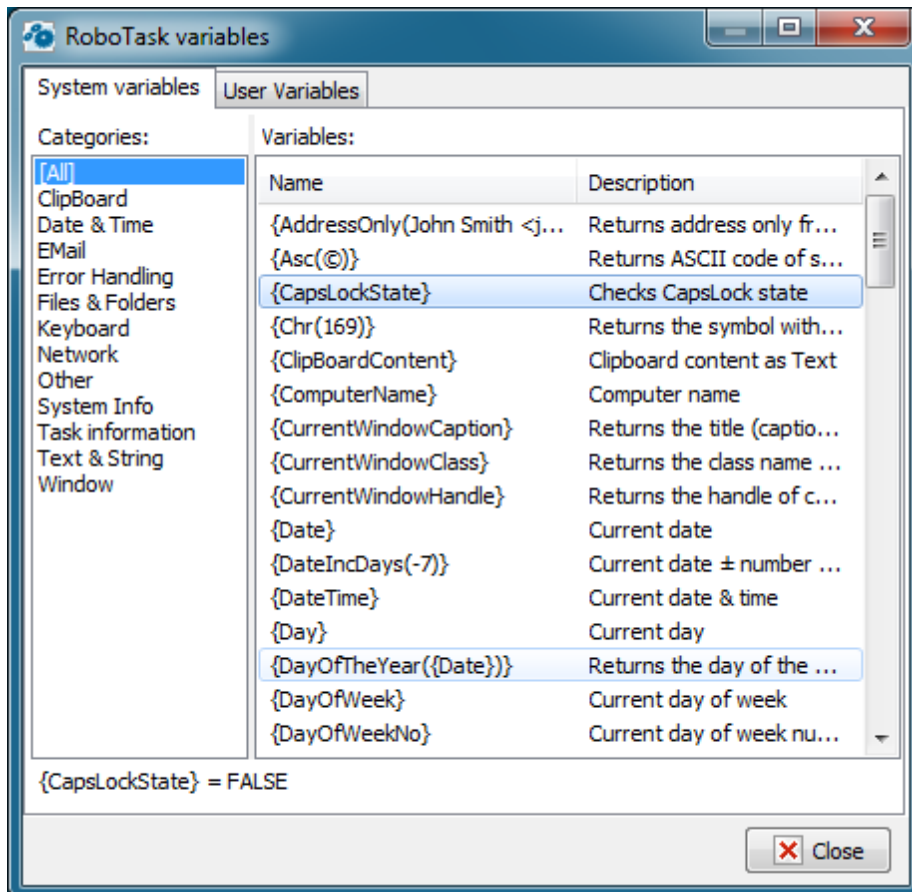 RoboTask variables
System variables User Variables
Categories:
[All]
ClipBoard
Date & Time
EMail
Error Handling
Files & Folders
Keyboard
Network
Other
System Info
Task information
Text & String
Window
Variables:
Name Description
{AddressOnly(John Smith <j... Returns address only fr...
{Asc(©)} Returns ASCII code of s...
{CapsLockState} Checks CapsLock state
{Chr(169)} Returns the symbol with...
{ClipBoardContent} Clipboard content as Text
{ComputerName} Computer name
{CurrentWindowCaption} Returns the title (captio...
{CurrentWindowClass} Returns the class name ...
{CurrentWindowHandle} Returns the handle of c...
{Date} Current date
{DateIncDays(-7)} Current date ± number ...
{DateTime} Current date & time
{Day} Current day
{DayOfTheYear({Date})} Returns the day of the ...
{DayOfWeek} Current day of week
{DayOfWeekNo} Current day of week nu...
{CapsLockState} = FALSE
Close